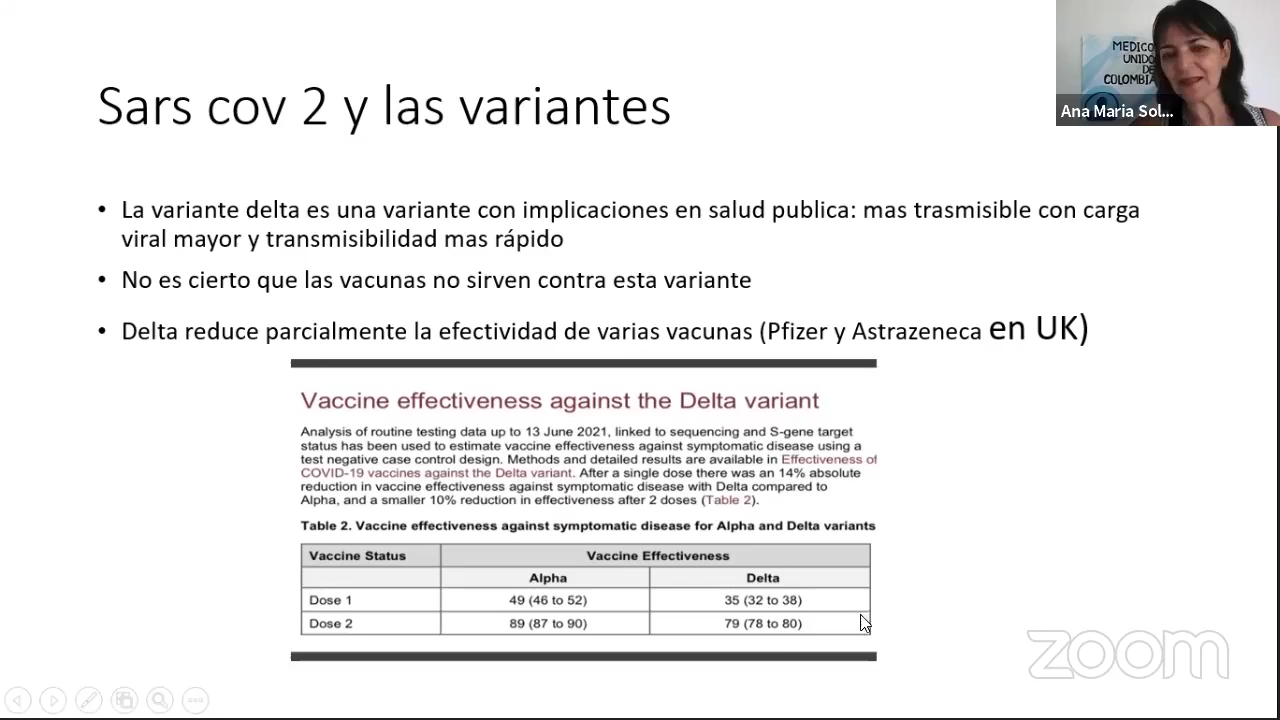 Sars cov 2 y las variantes
MEDICO
UNIDO
DE
COLOMBIA
Ana Maria Sol...
• La variante delta es una variante con implicaciones en salud publica: mas trasmisible con carga
viral mayor y transmisibilidad mas rápido
• No es cierto que las vacunas no sirven contra esta variante
• Delta reduce parcialmente la efectividad de varias vacunas (Pfizer y Astrazeneca en UK)
Vaccine effectiveness against the Delta variant
Analysis of routine testing data up to 13 June 2021, linked to sequencing and S-gene target
status has been used to estimate vaccine effectiveness against symptomatic disease using a
test negative case control design. Methods and detailed results are available in Effectiveness of
COVID-19 vaccines against the Delta variant. After a single dose there was an 14% absolute
reduction in vaccine effectiveness against symptomatic disease with Delta compared to
Alpha, and a smaller 10% reduction in effectiveness after 2 doses (Table 2).
Table 2. Vaccine effectiveness against symptomatic disease for Alpha and Delta variants
Vaccine Status Vaccine Effectiveness
Alpha Delta
Dose 1 49 (46 to 52) 35 (32 to 38)
Dose 2 89 (87 to 90) 79 (78 to 80)
zoom